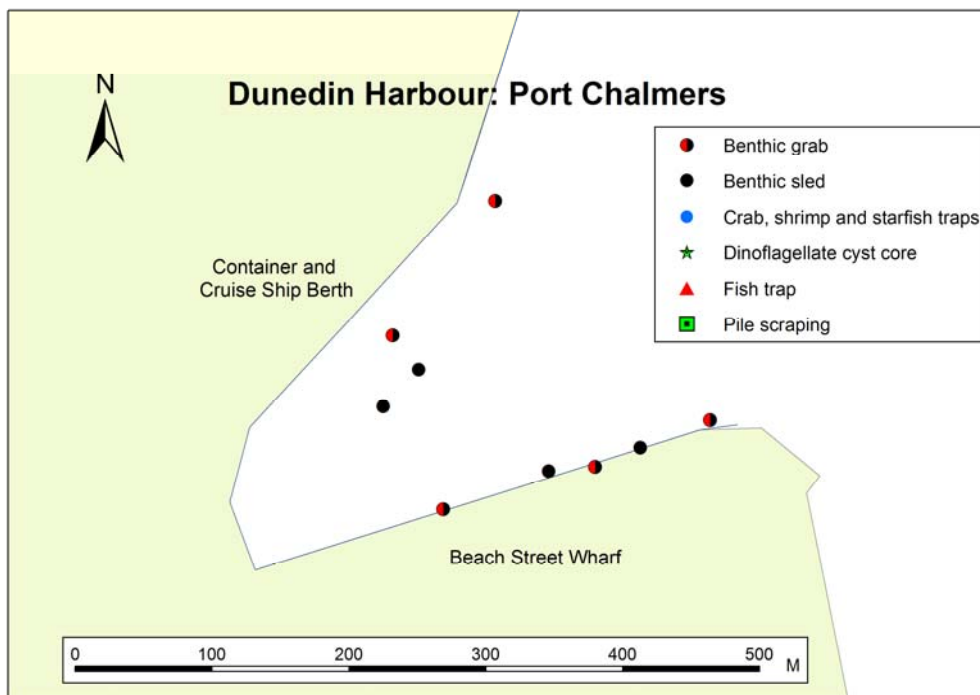 Dunedin Harbour: Port Chalmers
N
Benthic grab
Benthic sled
Crab, shrimp and starfish traps
Dinoflagellate cyst core
Fish trap
Pile scraping
Container and
Cruise Ship Berth
Beach Street Wharf
0 100 200 300 400 500
M